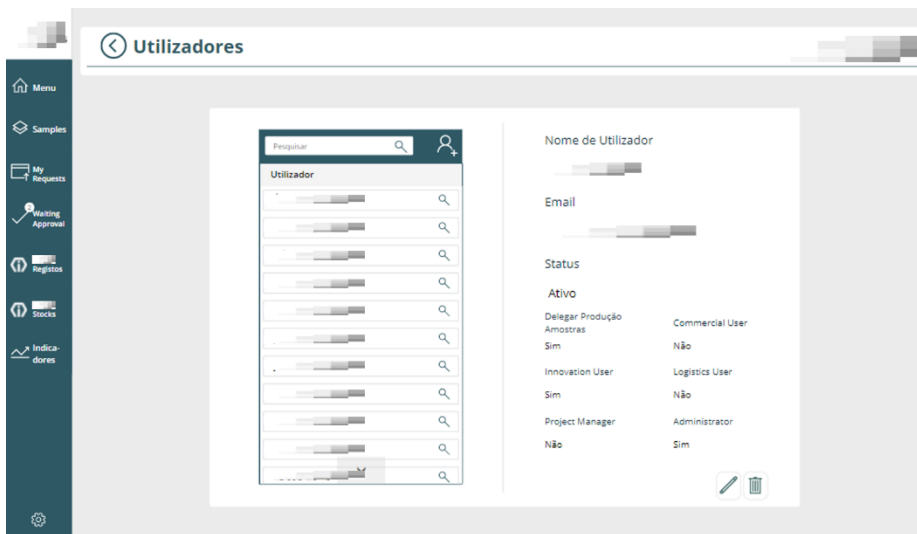 Utilizadores
Menu
Samples
My
Requests
2
Waiting
Approval
Registos
Stocks
Indica-
dores
Pesquisar
Utilizador
Nome de Utilizador
Email
Status
Ativo
Delegar Produção
Amostras
Sim
Commercial User
Não
Innovation User
Sim
Logistics User
Não
Project Manager
Não
Administrator
Sim